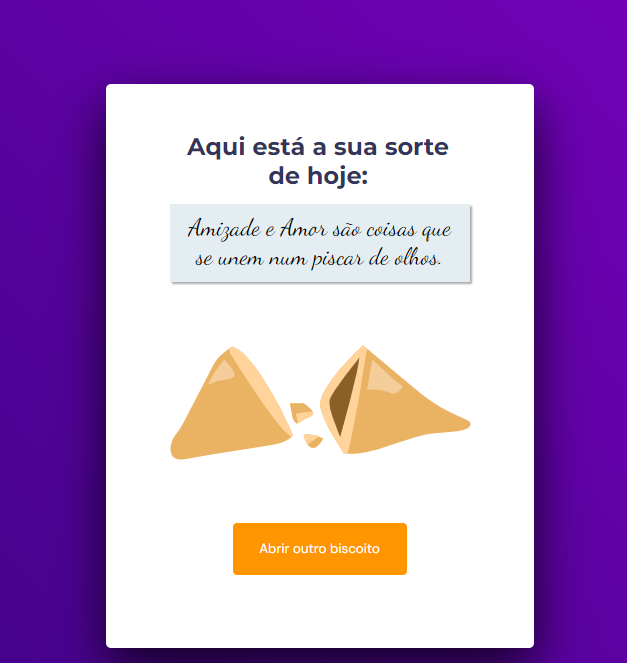 Aqui está a sua sorte
de hoje:
Amizade e Amor são coisas que
se unem num piscar de olhos.
Abrir outro biscoito